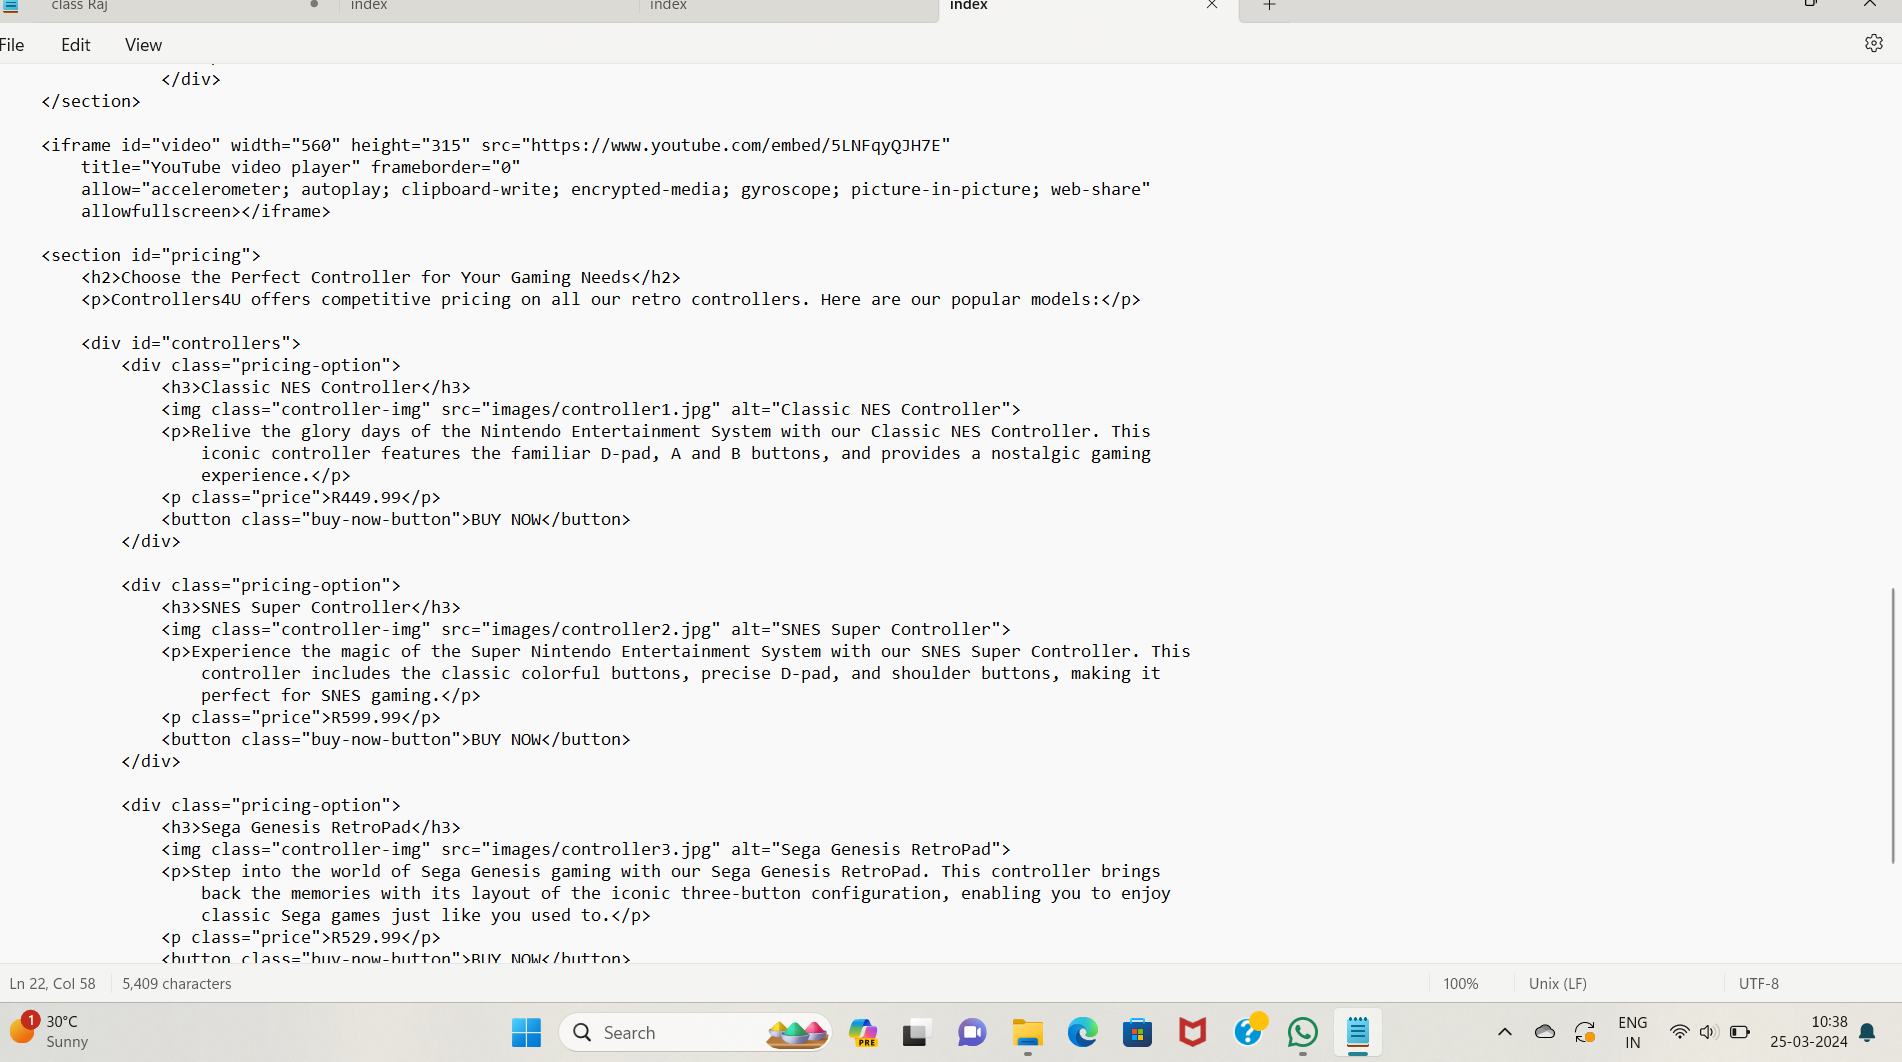 class Raj
index
index
index
File Edit View
</div>
</section>
<iframe id="video" width="560" height="315" src="https://www.youtube.com/embed/5LNFqyQJH7E"
title="YouTube video player" frameborder="0"
allow="accelerometer; autoplay; clipboard-write; encrypted-media; gyroscope; picture-in-picture; web-share"
allowfullscreen></iframe>
<section id="pricing">
<h2>Choose the Perfect Controller for Your Gaming Needs</h2>
<p>Controllers4U offers competitive pricing on all our retro controllers. Here are our popular models:</p>
<div id="controllers">
<div class="pricing-option">
<h3>Classic NES Controller</h3>
<img class="controller-img" src="images/controller1.jpg" alt="Classic NES Controller">
<p>Relive the glory days of the Nintendo Entertainment System with our Classic NES Controller. This
iconic controller features the familiar D-pad, A and B buttons, and provides a nostalgic gaming
experience.</p>
<p class="price">R449.99</p>
<button class="buy-now-button">BUY NOW</button>
</div>
<div class="pricing-option">
<h3>SNES Super Controller</h3>
<img class="controller-img" src="images/controller2.jpg" alt="SNES Super Controller">
<p>Experience the magic of the Super Nintendo Entertainment System with our SNES Super Controller. This
controller includes the classic colorful buttons, precise D-pad, and shoulder buttons, making it
perfect for SNES gaming.</p>
<p class="price">R599.99</p>
<button class="buy-now-button">BUY NOW</button>
</div>
<div class="pricing-option">
<h3>Sega Genesis RetroPad</h3>
<img class="controller-img" src="images/controller3.jpg" alt="Sega Genesis RetroPad">
<p>Step into the world of Sega Genesis gaming with our Sega Genesis RetroPad. This controller brings
back the memories with its layout of the iconic three-button configuration, enabling you to enjoy
classic Sega games just like you used to.</p>
<p class="price">R529.99</p>
<button class="buy-now-button">BUY NOW</button>
Ln 22, Col 58 5,409 characters 100% Unix (LF) UTF-8
1
30°C
Sunny
Search
PRE
ENG
IN
10:38
25-03-2024